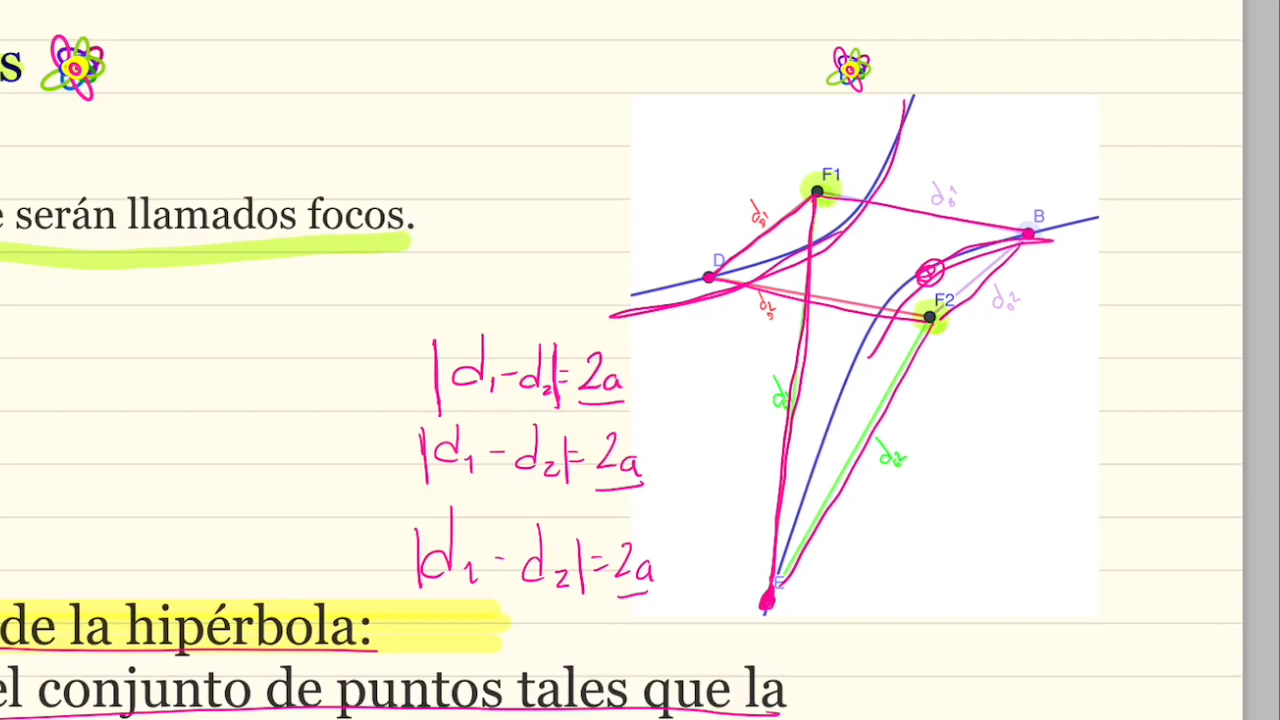 s
F1
B
D
F2
E
e serán llamados focos.
|d₁-d₂|=2a
|d₁-d₂|=2a
|d₁-d₂|=2a
de la hipérbola:
el conjunto de puntos tales que la